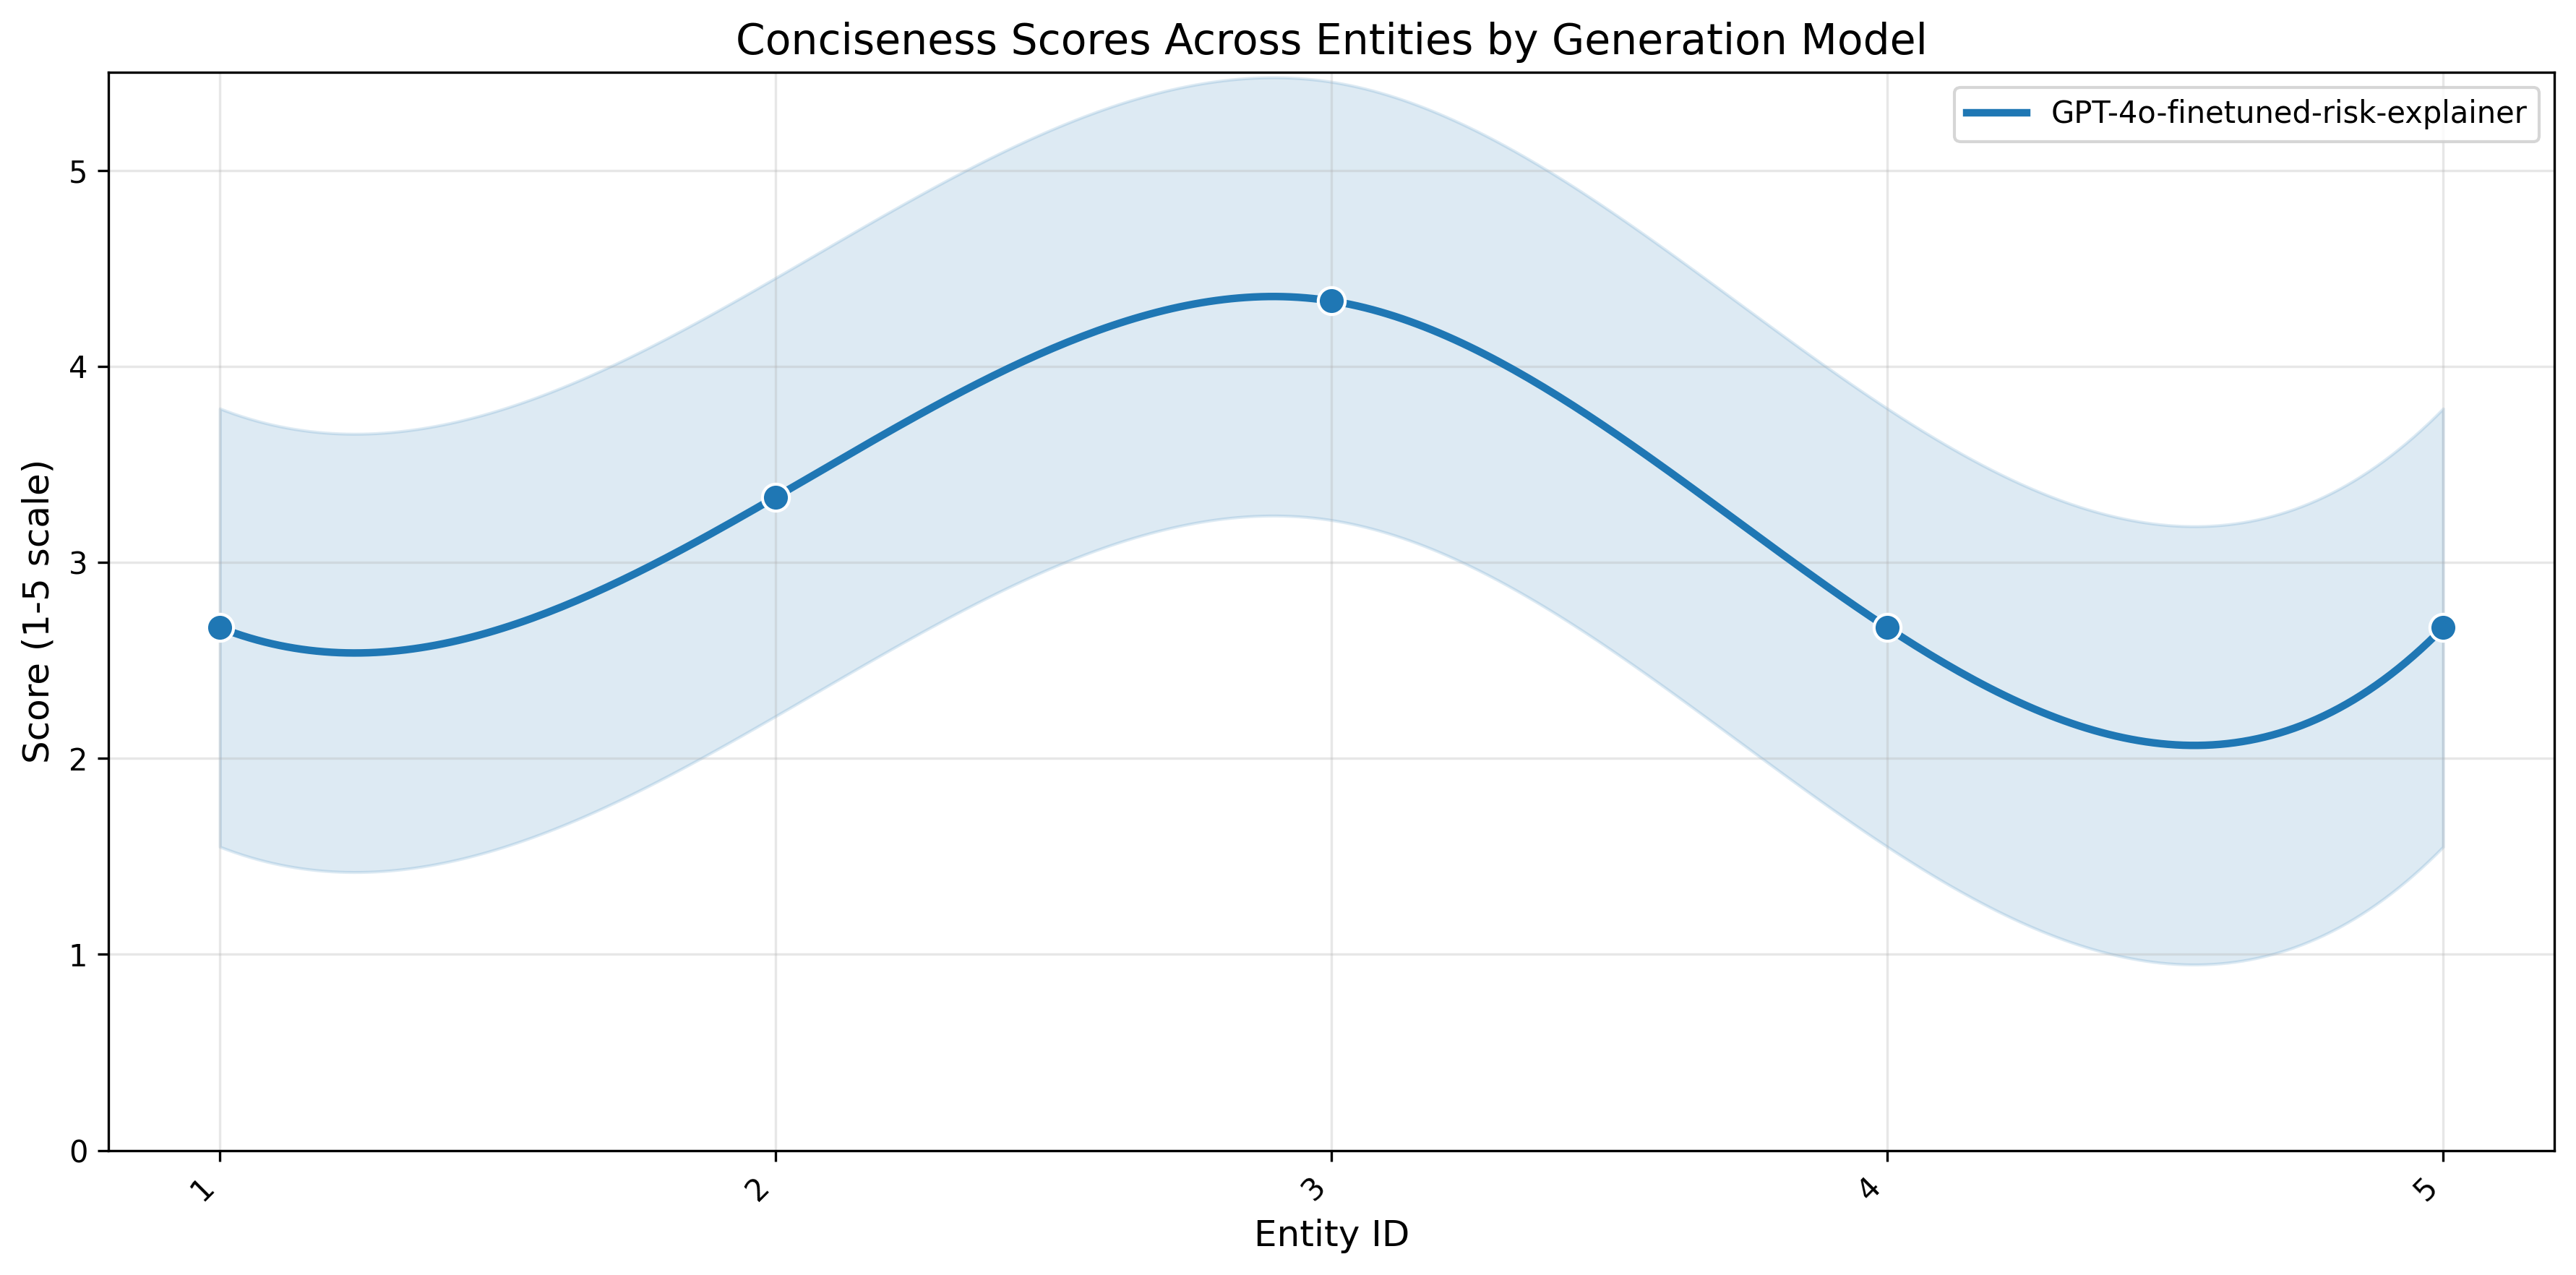 Conciseness Scores Across Entities by Generation Model
GPT-4o-finetuned-risk-explainer
Score (1-5 scale)
5
4
3
2
1
0
1
2
3
4
5
Entity ID